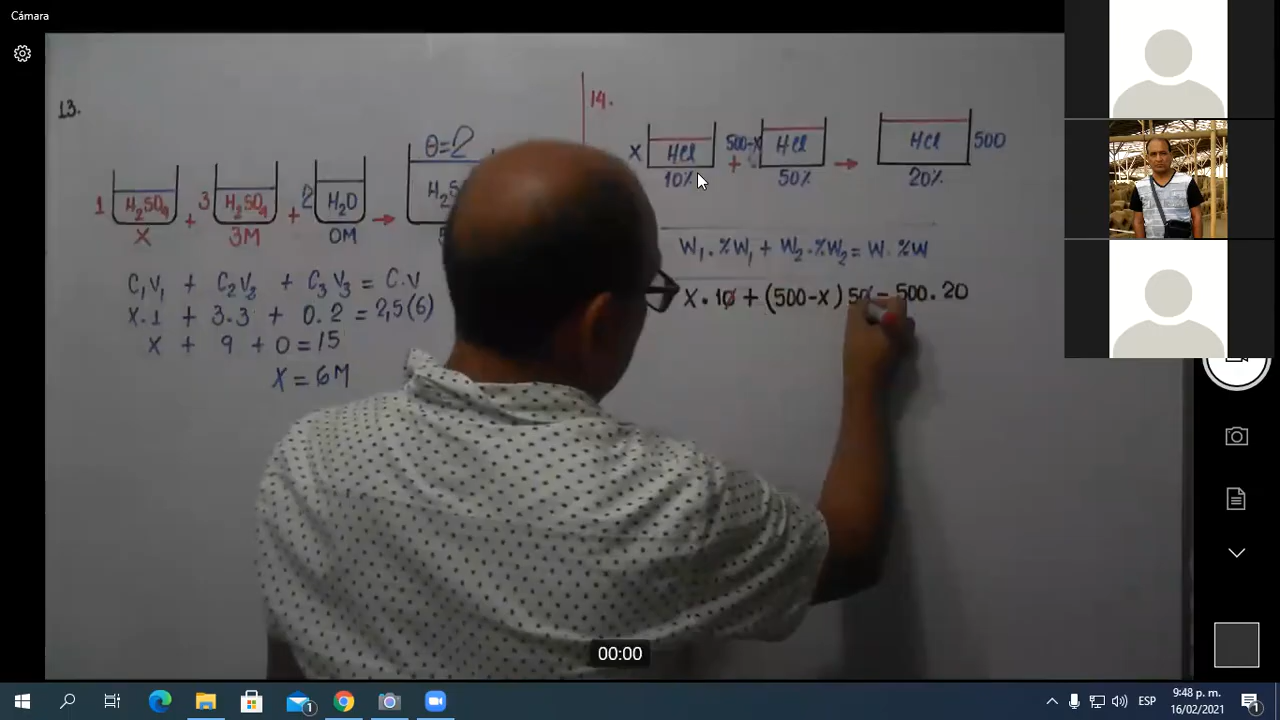 Cámara
13.
θ=2
1
H₂SO₄
+
3
H₂SO₄
+
2
H₂O
→
X
3M
0M
C₁V₁ + C₂V₂ + C₃V₃ = C.V
X.1 + 3.3 + 0.2 = 2,5(6)
X + 9 + 0 = 15
X = 6M
14.
X
HCl
+
500-X
HCl
→
HCl
500
10%
50%
20%
W₁.%W₁ + W₂.%W₂ = W.%W
X.10 + (500-X)50 = 500.20
00:00
1
ESP
9:48 p. m.
16/02/2021
1